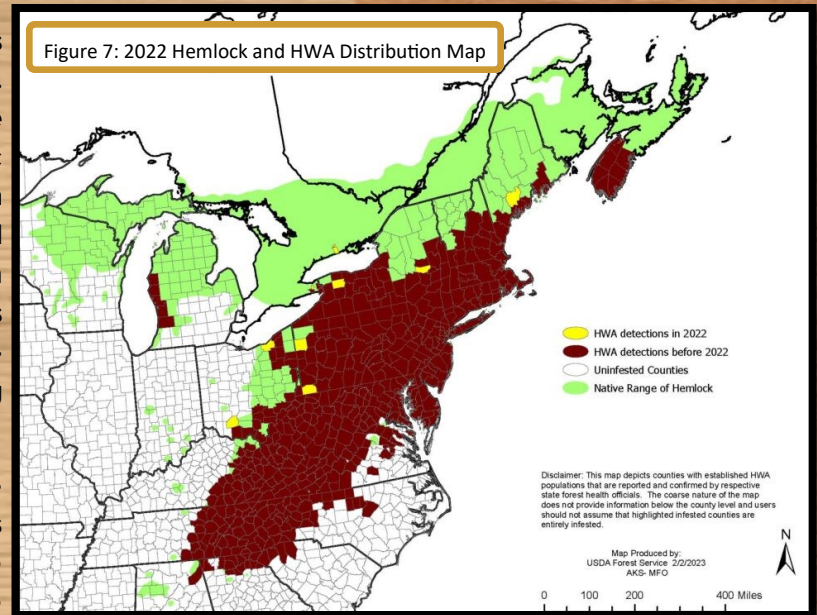 Figure 7: 2022 Hemlock and HWA Distribution Map
HWA detections in 2022
HWA detections before 2022
Uninfested Counties
Native Range of Hemlock
Disclaimer: This map depicts counties with established HWA
populations that are reported and confirmed by respective
state forest health officials. The coarse nature of the map
does not provide information below the county level and users
should not assume that highlighted infested counties are
entirely infested.
Map Produced by:
USDA Forest Service 2/2/2023
AKS- MFO
N
0 100 200 400 Miles